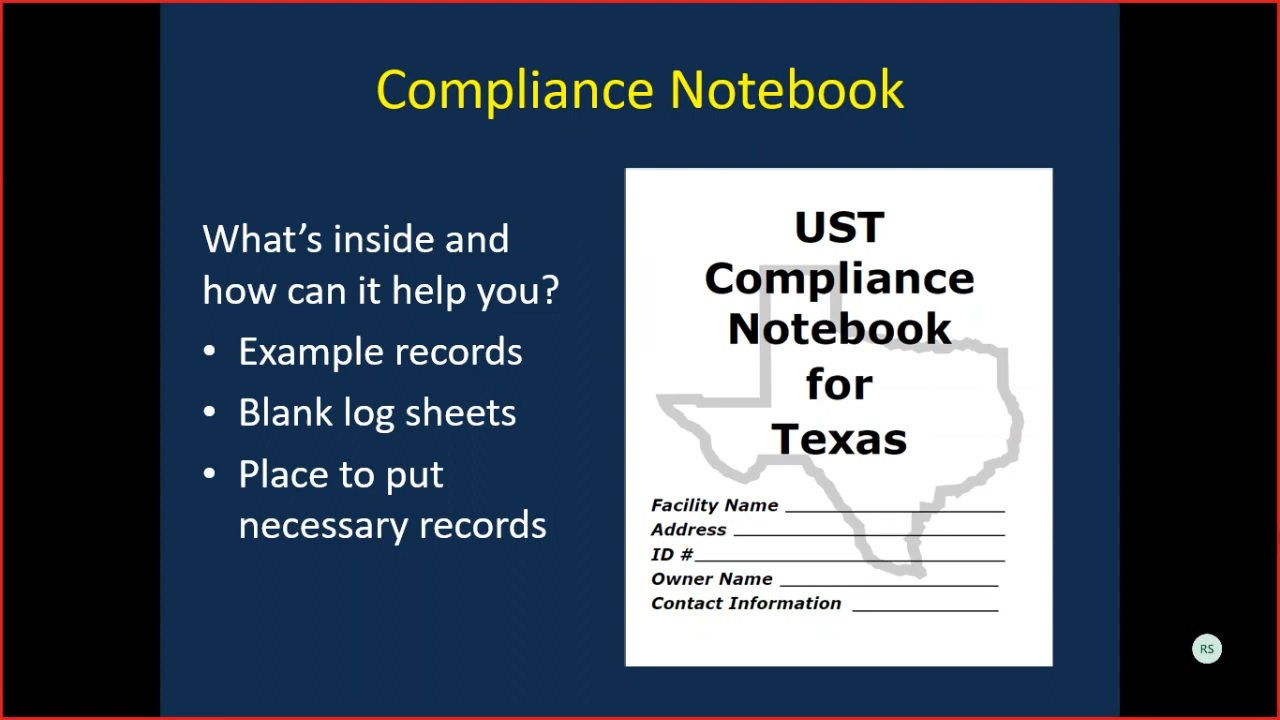 Compliance Notebook
What's inside and
how can it help you?
• Example records
• Blank log sheets
• Place to put
necessary records
UST
Compliance
Notebook
for
Texas
Facility Name
Address
ID #
Owner Name
Contact Information
RS